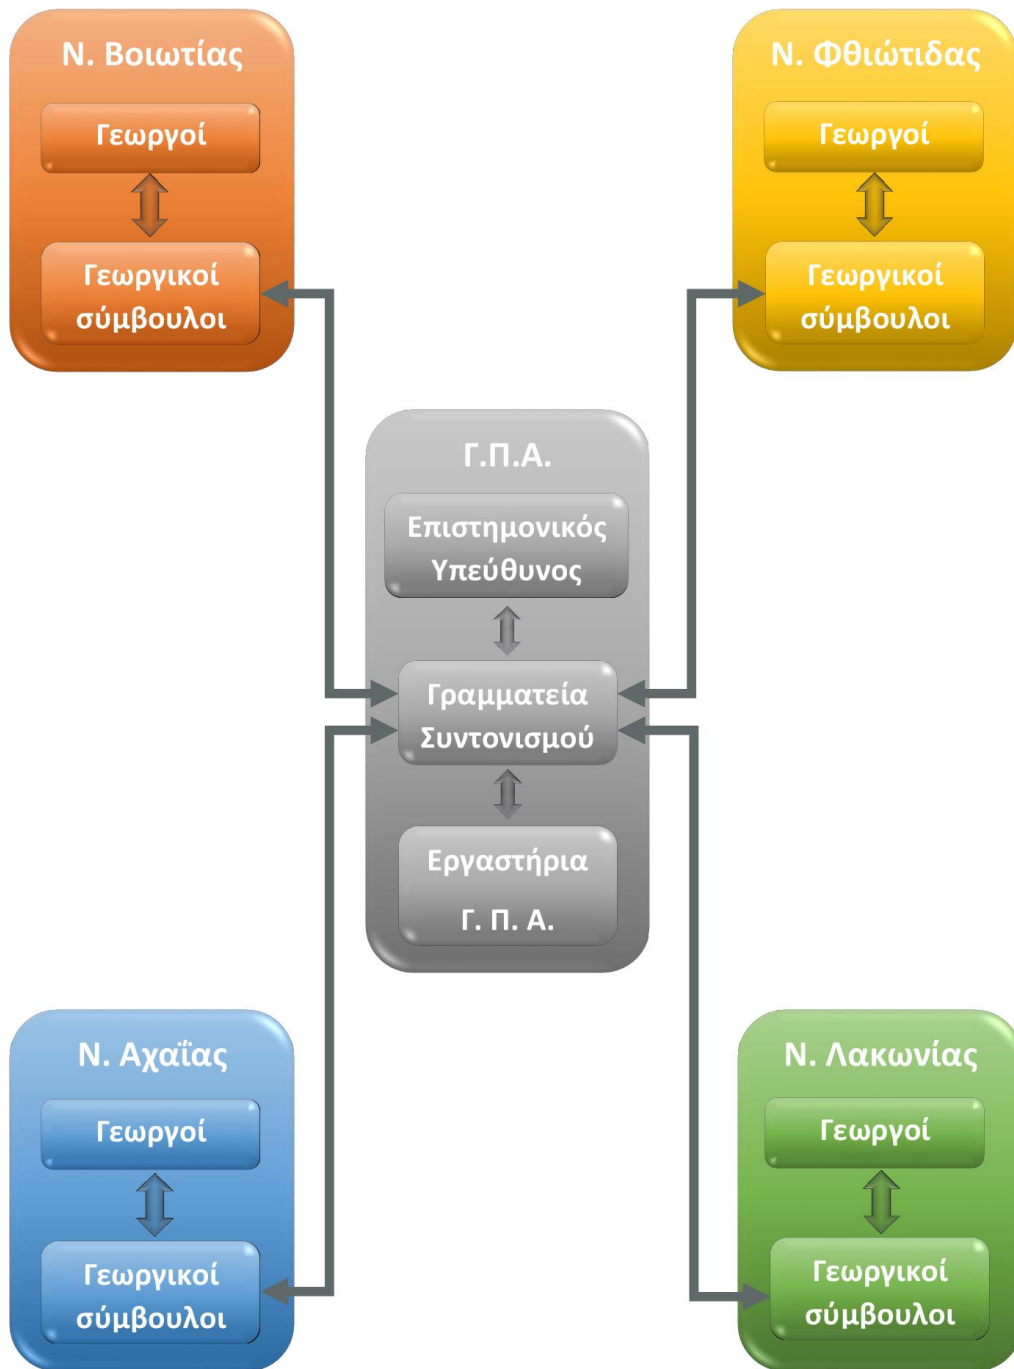 Ν. Βοιωτίας
Γεωργοί
Γεωργικοί
σύμβουλοι
Ν. Φθιώτιδας
Γεωργοί
Γεωργικοί
σύμβουλοι
Γ.Π.Α.
Επιστημονικός
Υπεύθυνος
Γραμματεία
Συντονισμού
Εργαστήρια
Γ. Π. Α.
Ν. Αχαΐας
Γεωργοί
Γεωργικοί
σύμβουλοι
Ν. Λακωνίας
Γεωργοί
Γεωργικοί
σύμβουλοι